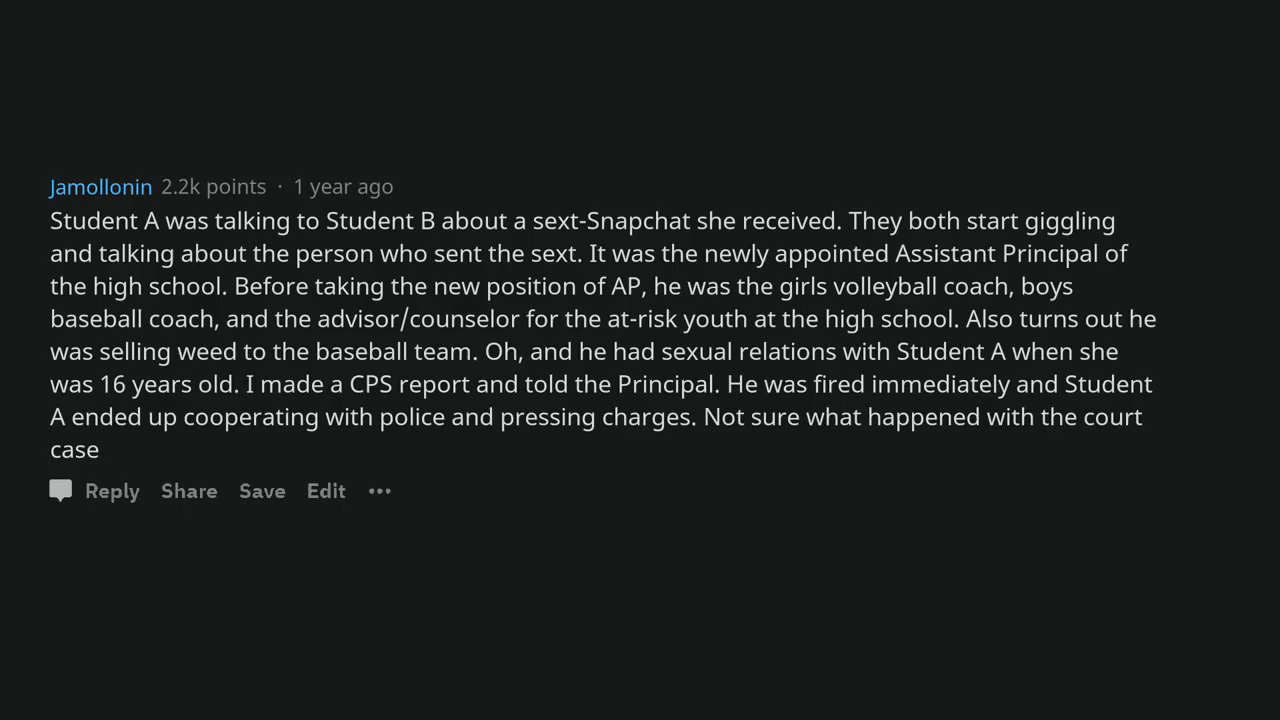 Jamollonin 2.2k points · 1 year ago
Student A was talking to Student B about a sext-Snapchat she received. They both start giggling
and talking about the person who sent the sext. It was the newly appointed Assistant Principal of
the high school. Before taking the new position of AP, he was the girls volleyball coach, boys
baseball coach, and the advisor/counselor for the at-risk youth at the high school. Also turns out he
was selling weed to the baseball team. Oh, and he had sexual relations with Student A when she
was 16 years old. I made a CPS report and told the Principal. He was fired immediately and Student
A ended up cooperating with police and pressing charges. Not sure what happened with the court
case
Reply Share Save Edit •••